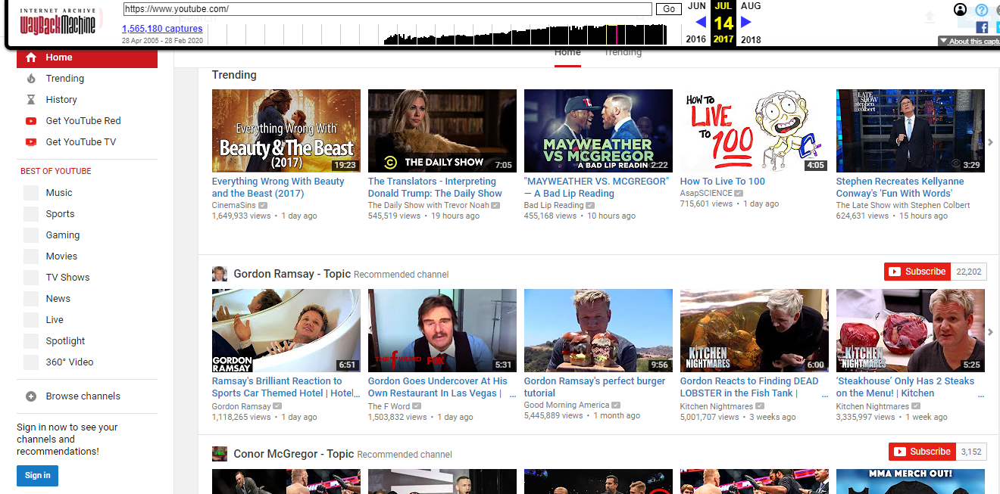 INTERNET ARCHIVE
WayBackMachine
https://www.youtube.com/
Go
JUN JUL AUG
1,565,180 captures
14
28 Apr 2005 - 28 Feb 2020
2016 2017 2018
About this captu
Home
Trending
History
Get YouTube Red
Get YouTube TV
BEST OF YOUTUBE
Music
Sports
Gaming
Movies
TV Shows
News
Live
Spotlight
360° Video
Browse channels
Sign in now to see your
channels and
recommendations!
Sign in
Home Trending
Trending
Everything Wrong With
Beauty & The Beast
(2017)
19:23
Everything Wrong With Beauty
and the Beast (2017)
CinemaSins
1,649,933 views • 1 day ago
THE DAILY SHOW
7:05
The Translators - Interpreting
Donald Trump: The Daily Show
The Daily Show with Trevor Noah
545,519 views • 19 hours ago
MAYWEATHER
VS MCGREGOR
A BAD LIP READIN
2:22
"MAYWEATHER VS. MCGREGOR"
— A Bad Lip Reading
Bad Lip Reading
455,168 views • 10 hours ago
HOW TO
LIVE
TO 100
4:05
How To Live To 100
AsapSCIENCE
715,601 views • 1 day ago
LATE
SHOW
stephen
colbert
3:29
Stephen Recreates Kellyanne
Conway's 'Fun With Words'
The Late Show with Stephen Colbert
624,631 views • 15 hours ago
Gordon Ramsay - Topic Recommended channel
Subscribe 22,202
GORDON
RAMSAY
6:51
Ramsay's Brilliant Reaction to
Sports Car Themed Hotel | Hotel...
Gordon Ramsay
1,118,265 views • 1 day ago
THE F WORD FOX
5:31
Gordon Goes Undercover At His
Own Restaurant In Las Vegas | ...
The F Word
1,503,832 views • 1 day ago
9:56
Gordon Ramsay's perfect burger
tutorial
Good Morning America
5,445,889 views • 1 month ago
KITCHEN
NIGHTMARES
6:00
Gordon Reacts to Finding DEAD
LOBSTER in the Fish Tank | ...
Kitchen Nightmares
5,001,707 views • 3 weeks ago
KITCHEN
NIGHTMARES
5:25
'Steakhouse' Only Has 2 Steaks
on the Menu! | Kitchen ...
Kitchen Nightmares
3,335,997 views • 1 week ago
Conor McGregor - Topic Recommended channel
Subscribe 3,152
MMA MERCH OUT!